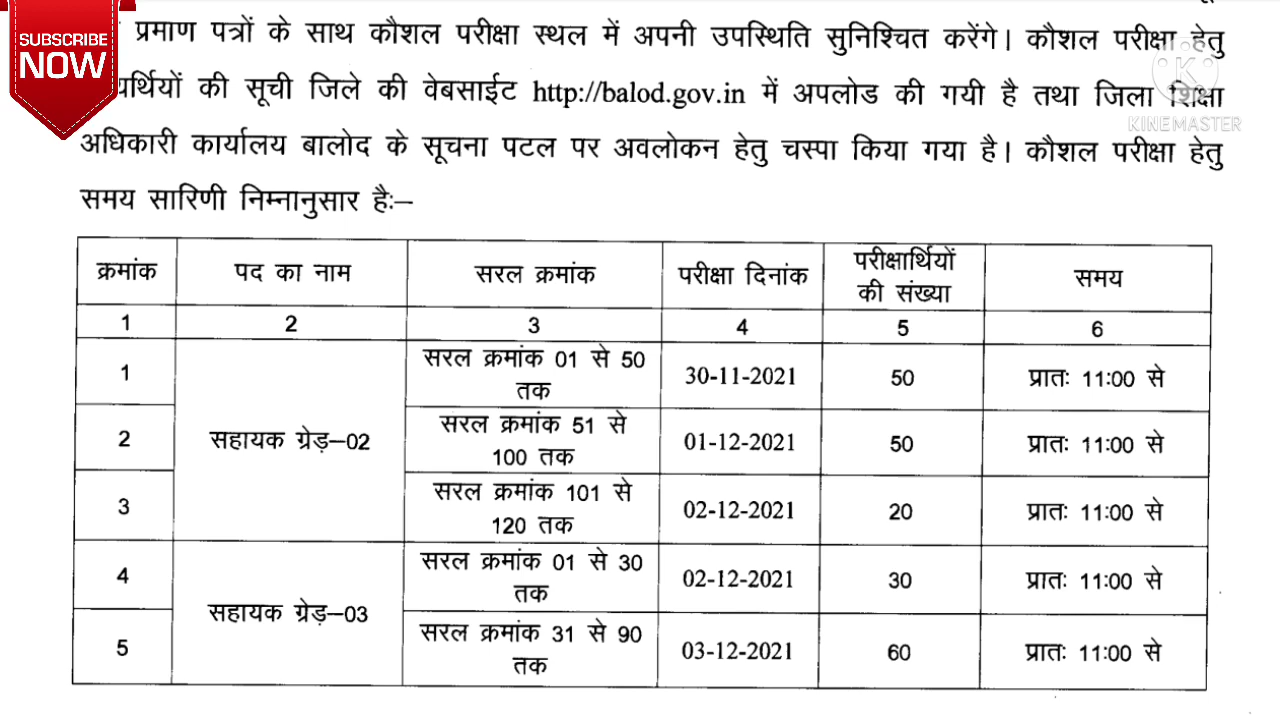 SUBSCRIBE
NOW
प्रमाण पत्रों के साथ कौशल परीक्षा स्थल में अपनी उपस्थिति सुनिश्चित करेंगे। कौशल परीक्षा हेतु
की सूची जिले की वेबसाईट http://balod.gov.in में अपलोड की गयी है तथा जिला शिक्षा
अधिकारी कार्यालय बालोद के सूचना पटल पर अवलोकन हेतु चस्पा किया गया है। कौशल परीक्षा हेतु
समय सारिणी निम्नानुसार हैः–
K
KINEMASTER
क्रमांक पद का नाम सरल क्रमांक परीक्षा दिनांक परीक्षार्थियों की संख्या समय
1 2 3 4 5 6
1 सरल क्रमांक 01 से 50 तक 30-11-2021 50 प्रातः 11:00 से
सहायक ग्रेड़–02
2 सरल क्रमांक 51 से 100 तक 01-12-2021 50 प्रातः 11:00 से
3 सरल क्रमांक 101 से 120 तक 02-12-2021 20 प्रातः 11:00 से
4 सरल क्रमांक 01 से 30 तक 02-12-2021 30 प्रातः 11:00 से
सहायक ग्रेड़–03
5 सरल क्रमांक 31 से 90 तक 03-12-2021 60 प्रातः 11:00 से